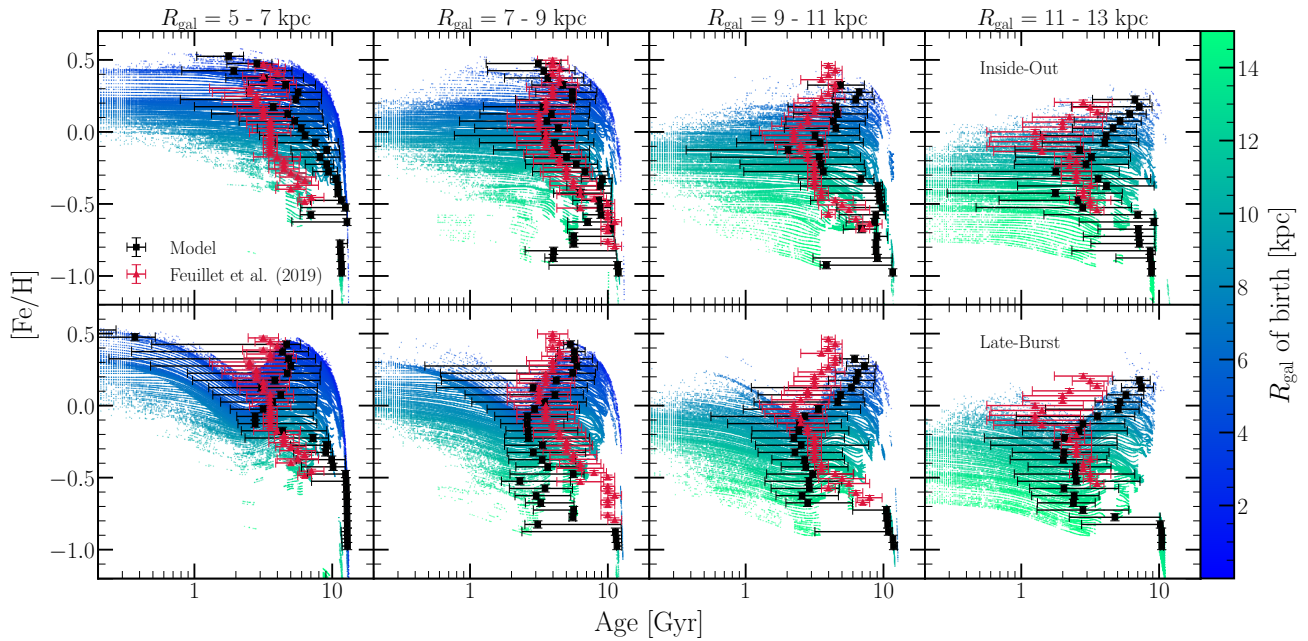 R_gal = 5 - 7 kpc
R_gal = 7 - 9 kpc
R_gal = 9 - 11 kpc
R_gal = 11 - 13 kpc
0.5
0.0
−0.5
−1.0
Model
Feuillet et al. (2019)
Inside-Out
0.5
0.0
−0.5
−1.0
Late-Burst
[Fe/H]
1
10
1
10
1
10
1
10
Age [Gyr]
14
12
10
8
6
4
2
R_gal of birth [kpc]